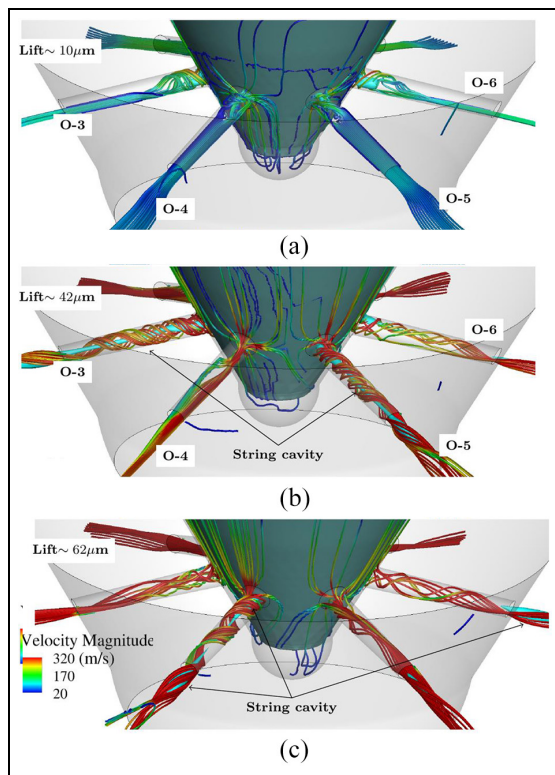 Lift~ 10μm
O-6
O-3
O-4
O-5
(a)
Lift~ 42μm
O-6
O-3
O-4
String cavity
O-5
(b)
Lift~ 62μm
Velocity Magnitude
320 (m/s)
170
20
String cavity
(c)